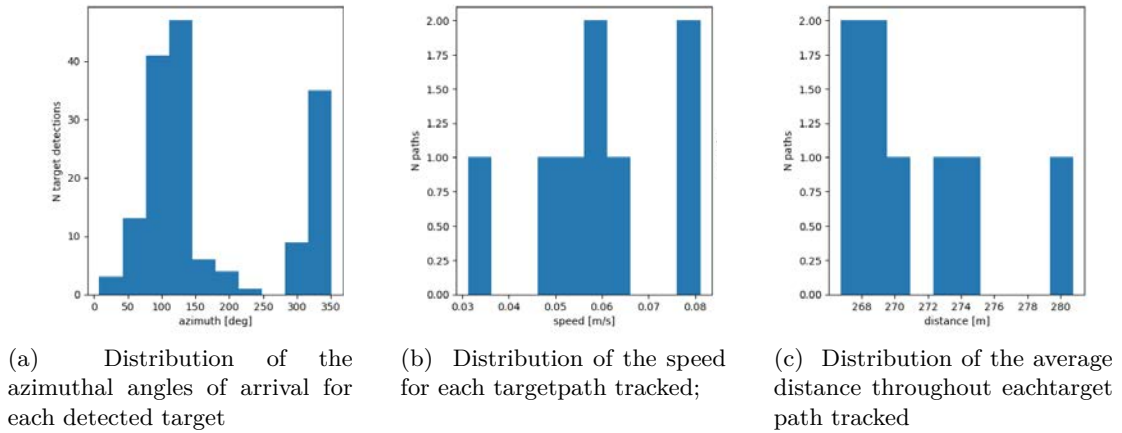 40
30
20
10
0
N target detections
0 50 100 150 200 250 300 350
azimuth [deg]
2.00
1.75
1.50
1.25
1.00
0.75
0.50
0.25
0.00
N paths
0.03 0.04 0.05 0.06 0.07 0.08
speed [m/s]
2.00
1.75
1.50
1.25
1.00
0.75
0.50
0.25
0.00
N paths
268 270 272 274 276 278 280
distance [m]
(a) Distribution of the
azimuthal angles of arrival for
each detected target
(b) Distribution of the speed
for each targetpath tracked;
(c) Distribution of the average
distance throughout eachtarget
path tracked